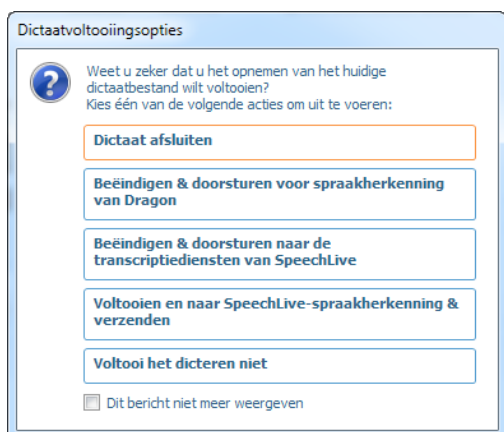 Dictaatvoltooiingsopties
Weet u zeker dat u het opnemen van het huidige
dictaatbestand wilt voltooien?
Kies één van de volgende acties om uit te voeren:
Dictaat afsluiten
Beëindigen & doorsturen voor spraakherkenning
van Dragon
Beëindigen & doorsturen naar de
transcriptiediensten van SpeechLive
Voltooien en naar SpeechLive-spraakherkenning &
verzenden
Voltooi het dicteren niet
Dit bericht niet meer weergeven